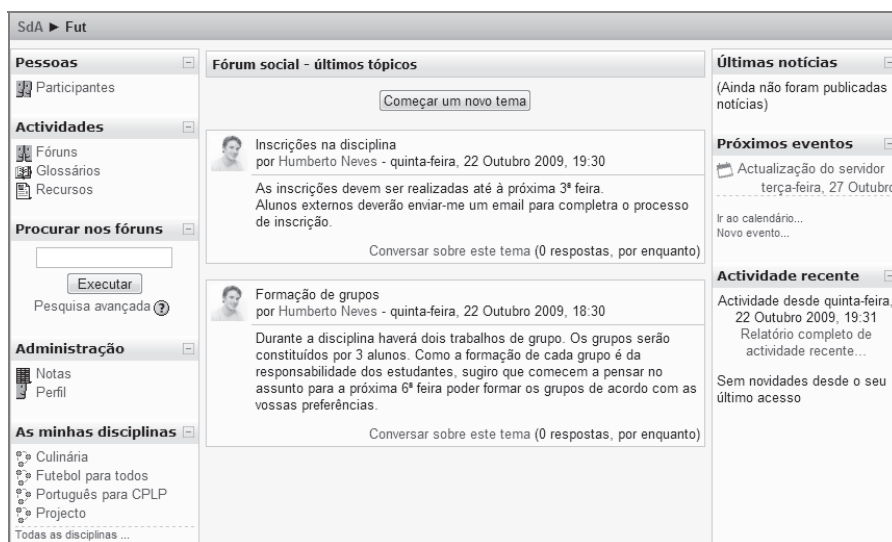 SdA ► Fut
Pessoas
Participantes
Actividades
Fóruns
Glossários
Recursos
Procurar nos fóruns
Executar
Pesquisa avançada ?
Administração
Notas
Perfil
As minhas disciplinas
Culinária
Futebol para todos
Português para CPLP
Projecto
Todas as disciplinas ...
Fórum social - últimos tópicos
Começar um novo tema
Inscrições na disciplina
por Humberto Neves - quinta-feira, 22 Outubro 2009, 19:30
As inscrições devem ser realizadas até à próxima 3ª feira.
Alunos externos deverão enviar-me um email para completra o processo
de inscrição.
Conversar sobre este tema (0 respostas, por enquanto)
Formação de grupos
por Humberto Neves - quinta-feira, 22 Outubro 2009, 18:30
Durante a disciplina haverá dois trabalhos de grupo. Os grupos serão
constituídos por 3 alunos. Como a formação de cada grupo é da
responsabilidade dos estudantes, sugiro que comecem a pensar no
assunto para a próxima 6ª feira poder formar os grupos de acordo com as
vossas preferências.
Conversar sobre este tema (0 respostas, por enquanto)
Últimas notícias
(Ainda não foram publicadas
notícias)
Próximos eventos
Actualização do servidor
terça-feira, 27 Outubro
Ir ao calendário...
Novo evento...
Actividade recente
Actividade desde quinta-feira,
22 Outubro 2009, 19:31
Relatório completo de
actividade recente...
Sem novidades desde o seu
último acesso